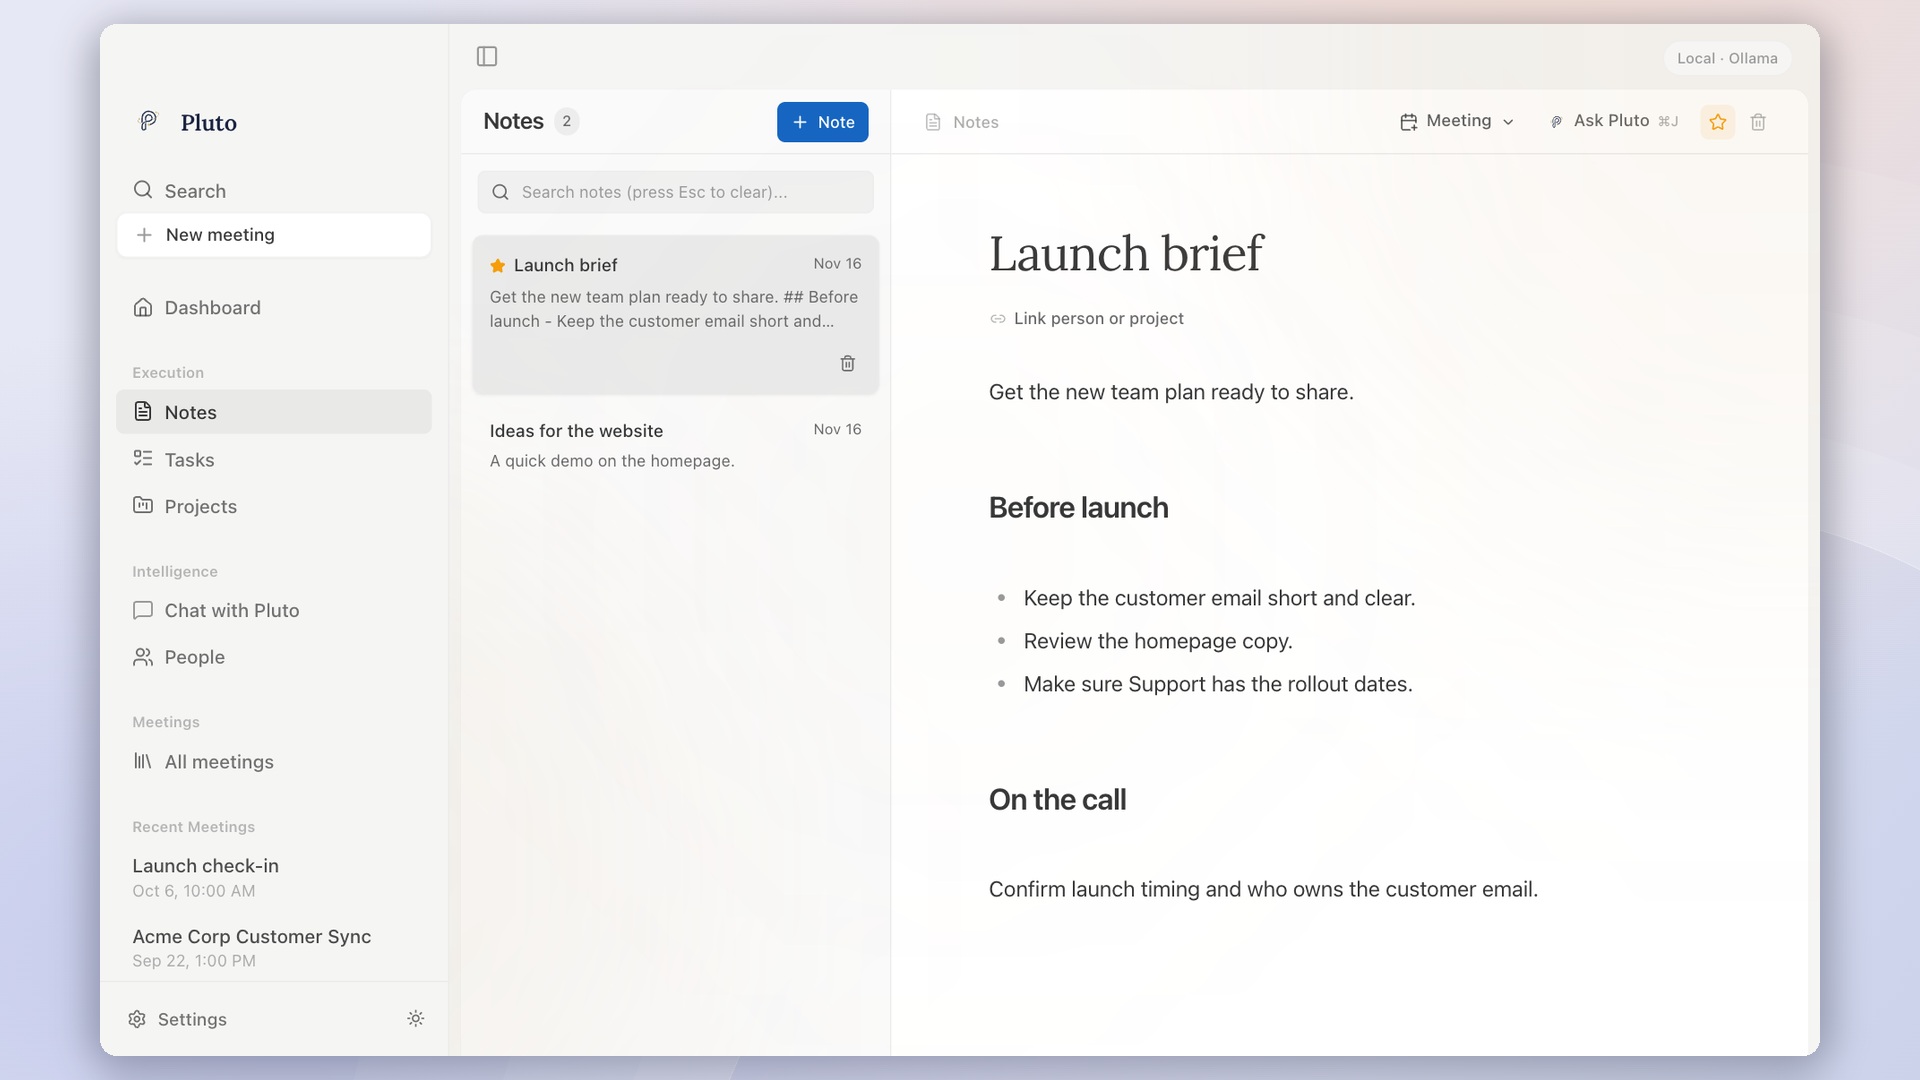 Pluto
Search
New meeting
Dashboard
Execution
Notes
Tasks
Projects
Intelligence
Chat with Pluto
People
Meetings
All meetings
Recent Meetings
Launch check-in
Oct 6, 10:00 AM
Acme Corp Customer Sync
Sep 22, 1:00 PM
Settings
Local · Ollama
Notes 2
+ Note
Search notes (press Esc to clear)...
Launch brief Nov 16
Get the new team plan ready to share. ## Before
launch - Keep the customer email short and...
Ideas for the website Nov 16
A quick demo on the homepage.
Notes
Meeting
Ask Pluto ⌘J
Launch brief
Link person or project
Get the new team plan ready to share.
Before launch
• Keep the customer email short and clear.
• Review the homepage copy.
• Make sure Support has the rollout dates.
On the call
Confirm launch timing and who owns the customer email.